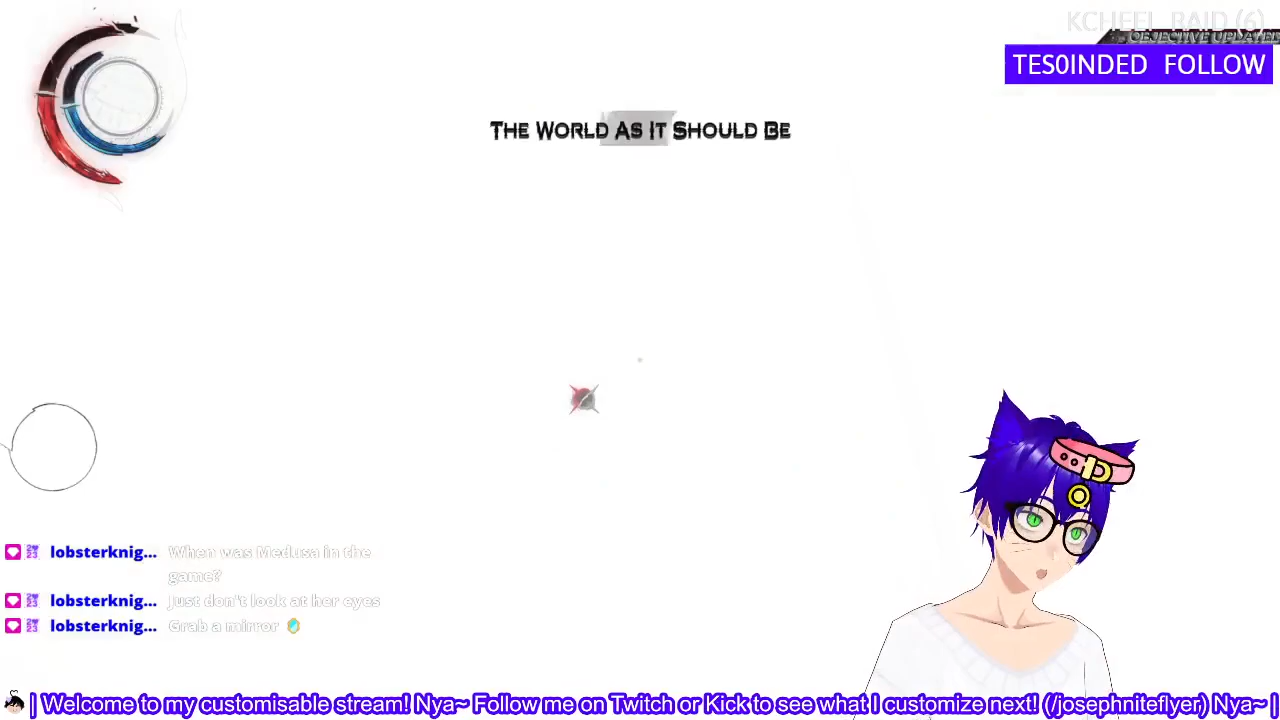 KCHEEL_RAID (6)
OBJECTIVE UPDATED
TES0INDED FOLLOW
THE WORLD AS IT SHOULD BE
lobsterknig... When was Medusa in the
game?
lobsterknig... Just don't look at her eyes
lobsterknig... Grab a mirror
| Welcome to my customisable stream! Nya~ Follow me on Twitch or Kick to see what I customize next! (/josephniteflyer) Nya~ |